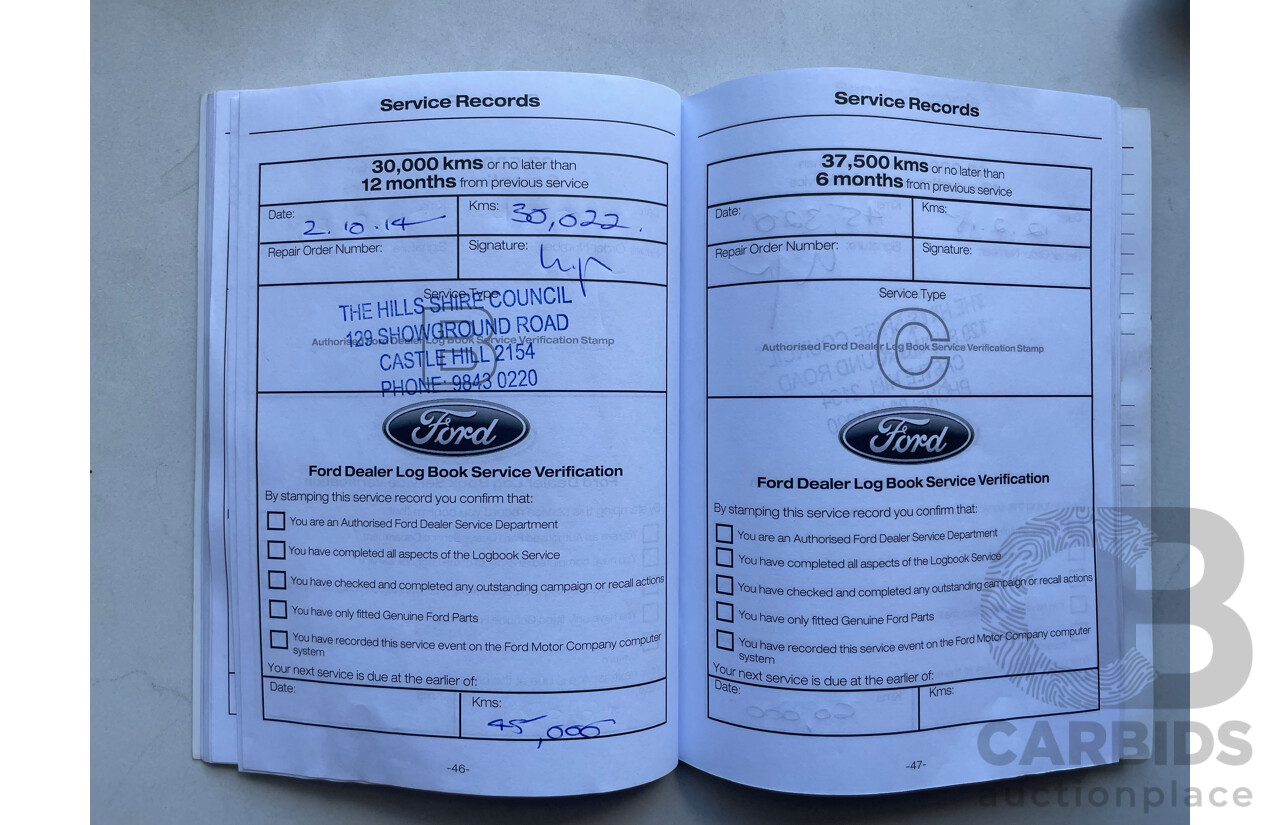 Service Records
30,000 kms or no later than
12 months from previous service
Date:
2.10.14
Kms:
30,022.
Repair Order Number:
Signature:
Service Type
THE HILLS SHIRE COUNCIL
129 SHOWGROUND ROAD
B
Authorised Ford Dealer Log Book Service Verification Stamp
CASTLE HILL 2154
PHONE: 9843 0220
Ford
Ford Dealer Log Book Service Verification
By stamping this service record you confirm that:
You are an Authorised Ford Dealer Service Department
You have completed all aspects of the Logbook Service
You have checked and completed any outstanding campaign or recall actions
You have only fitted Genuine Ford Parts
You have recorded this service event on the Ford Motor Company computer
system
Your next service is due at the earlier of:
Date:
Kms:
45,000
-46-
Service Records
37,500 kms or no later than
6 months from previous service
Date:
Kms:
Repair Order Number:
Signature:
Service Type
C
Authorised Ford Dealer Log Book Service Verification Stamp
Ford
Ford Dealer Log Book Service Verification
By stamping this service record you confirm that:
You are an Authorised Ford Dealer Service Department
You have completed all aspects of the Logbook Service
You have checked and completed any outstanding campaign or recall actions
You have only fitted Genuine Ford Parts
You have recorded this service event on the Ford Motor Company computer
system
Your next service is due at the earlier of:
Date:
Kms:
-47-
CB
CARBIDS
auctionplace